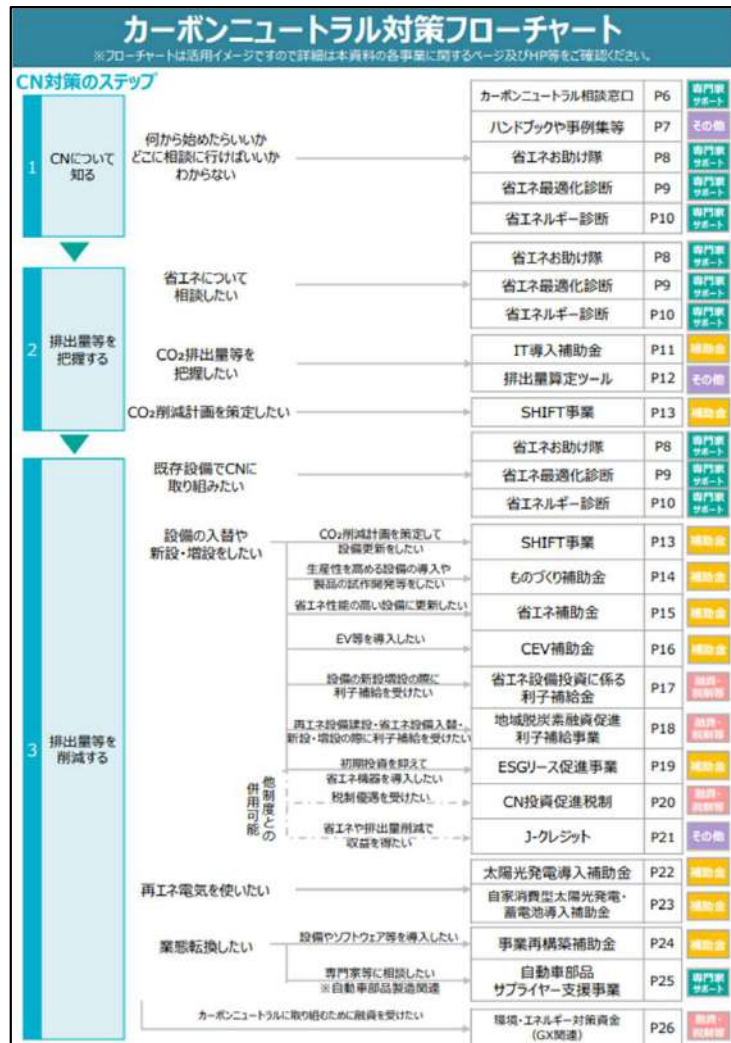 カーボンニュートラル対策フローチャート
※フローチャートは活用イメージですので詳細は本資料の各事業に関するページ及びHP等をご確認ください。
CN対策のステップ
1
CNについて
知る
何から始めたらいいか
どこに相談に行けばいいか
わからない
カーボンニュートラル相談窓口 P6 専門家
サポート
ハンドブックや事例集等 P7 その他
省エネお助け隊 P8 専門家
サポート
省エネ最適化診断 P9 専門家
サポート
省エネルギー診断 P10 専門家
サポート
2
排出量等を
把握する
省エネについて
相談したい
省エネお助け隊 P8 専門家
サポート
省エネ最適化診断 P9 専門家
サポート
省エネルギー診断 P10 専門家
サポート
CO₂排出量等を
把握したい
IT導入補助金 P11 補助金
排出量算定ツール P12 その他
CO₂削減計画を策定したい
SHIFT事業 P13 補助金
3
排出量等を
削減する
既存設備でCNに
取り組みたい
省エネお助け隊 P8 専門家
サポート
省エネ最適化診断 P9 専門家
サポート
省エネルギー診断 P10 専門家
サポート
設備の入替や
新設・増設をしたい
CO₂削減計画を策定して
設備更新をしたい
SHIFT事業 P13 補助金
生産性を高める設備の導入や
製品の試作開発等をしたい
ものづくり補助金 P14 補助金
省エネ性能の高い設備に更新したい
省エネ補助金 P15 補助金
EV等を導入したい
CEV補助金 P16 補助金
設備の新設増設の際に
利子補給を受けたい
省エネ設備投資に係る
利子補給金 P17 融資・
税制等
再エネ設備建設・省エネ設備入替・
新設・増設の際に利子補給を受けたい
地域脱炭素融資促進
利子補給事業 P18 融資・
税制等
初期投資を抑えて
省エネ機器を導入したい
ESGリース促進事業 P19 補助金
他制度との
併用可能
税制優遇を受けたい
CN投資促進税制 P20 融資・
税制等
省エネや排出量削減で
収益を得たい
J-クレジット P21 その他
再エネ電気を使いたい
太陽光発電導入補助金 P22 補助金
自家消費型太陽光発電・
蓄電池導入補助金 P23 補助金
業態転換したい
設備やソフトウェア等を導入したい
事業再構築補助金 P24 補助金
専門家等に相談したい
※自動車部品製造関連
自動車部品
サプライヤー支援事業 P25 専門家
サポート
カーボンニュートラルに取り組むために融資を受けたい
環境・エネルギー対策資金
(GX関連) P26 融資・
税制等